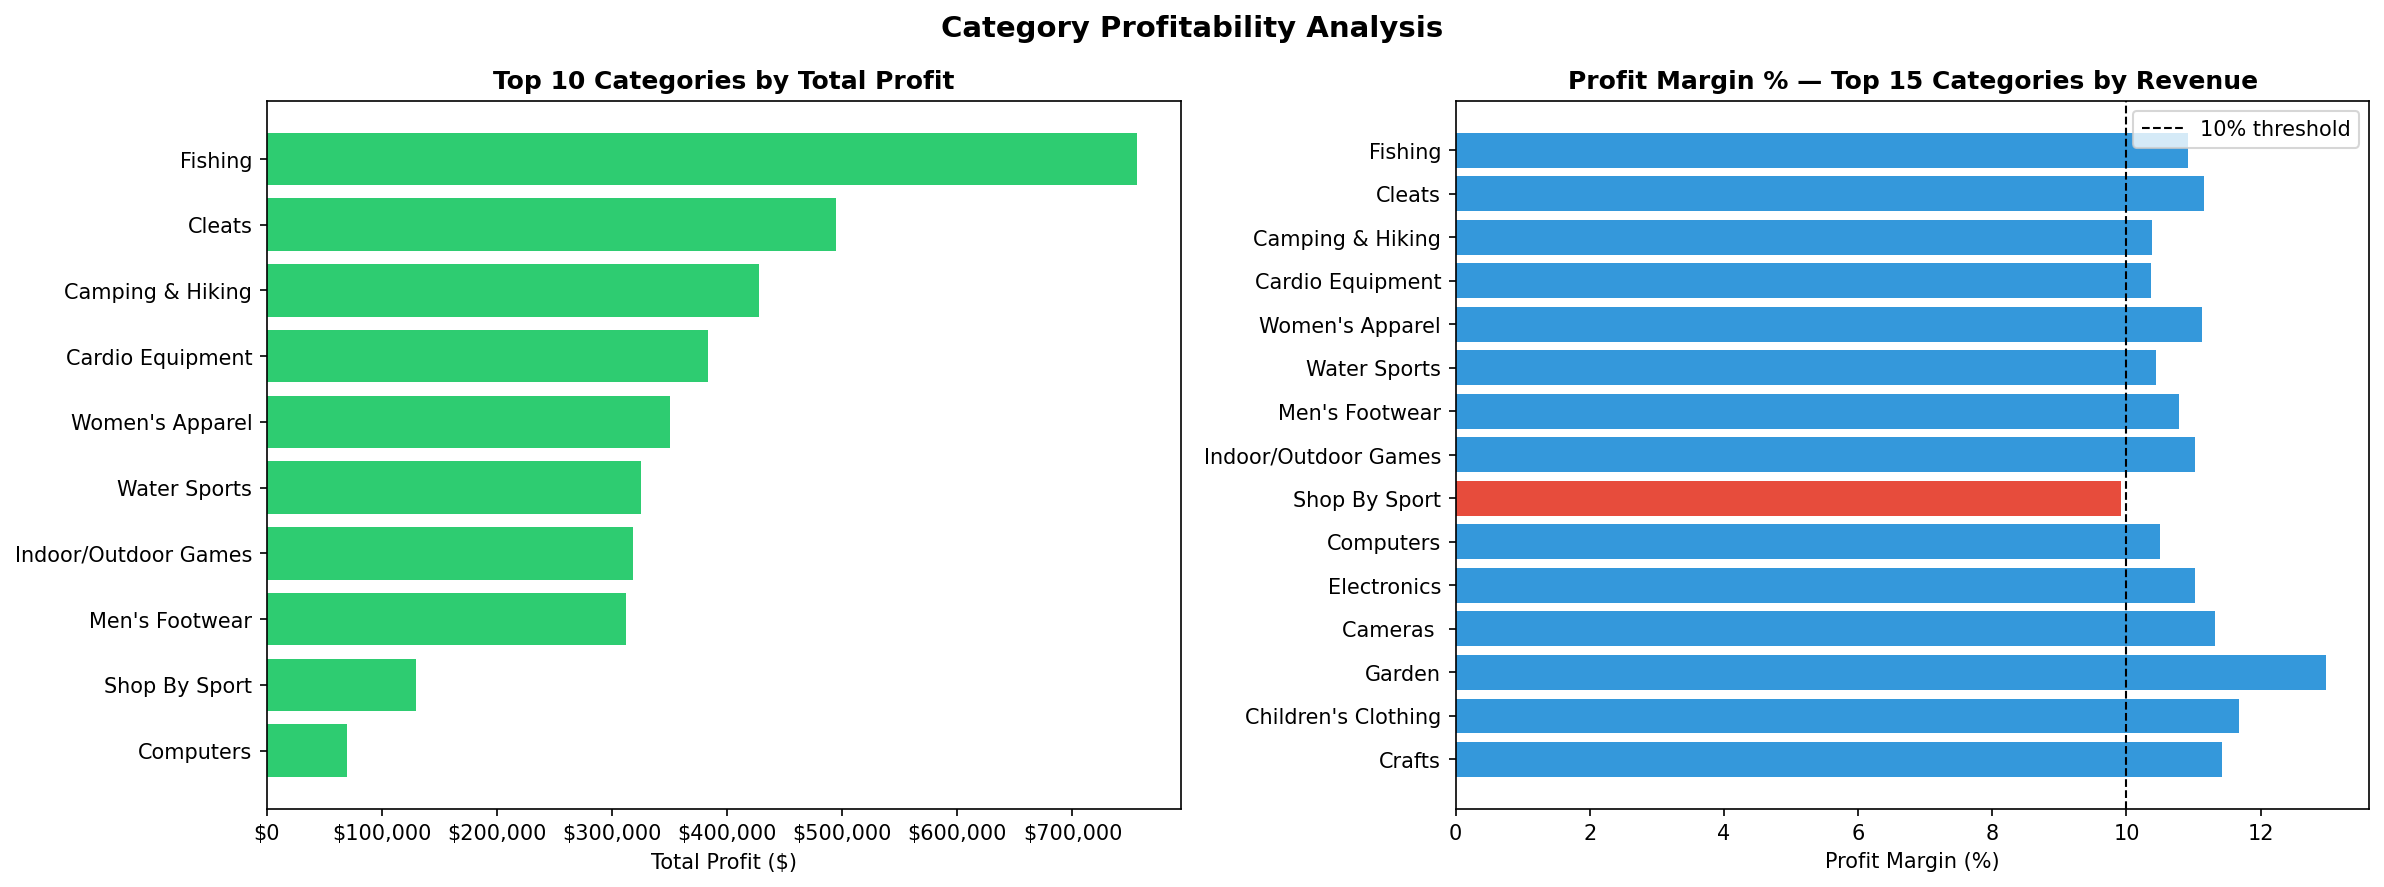 Category Profitability Analysis
Top 10 Categories by Total Profit
Fishing
Cleats
Camping & Hiking
Cardio Equipment
Women's Apparel
Water Sports
Indoor/Outdoor Games
Men's Footwear
Shop By Sport
Computers
$0 $100,000 $200,000 $300,000 $400,000 $500,000 $600,000 $700,000
Total Profit ($)
Profit Margin % — Top 15 Categories by Revenue
10% threshold
Fishing
Cleats
Camping & Hiking
Cardio Equipment
Women's Apparel
Water Sports
Men's Footwear
Indoor/Outdoor Games
Shop By Sport
Computers
Electronics
Cameras
Garden
Children's Clothing
Crafts
0 2 4 6 8 10 12
Profit Margin (%)